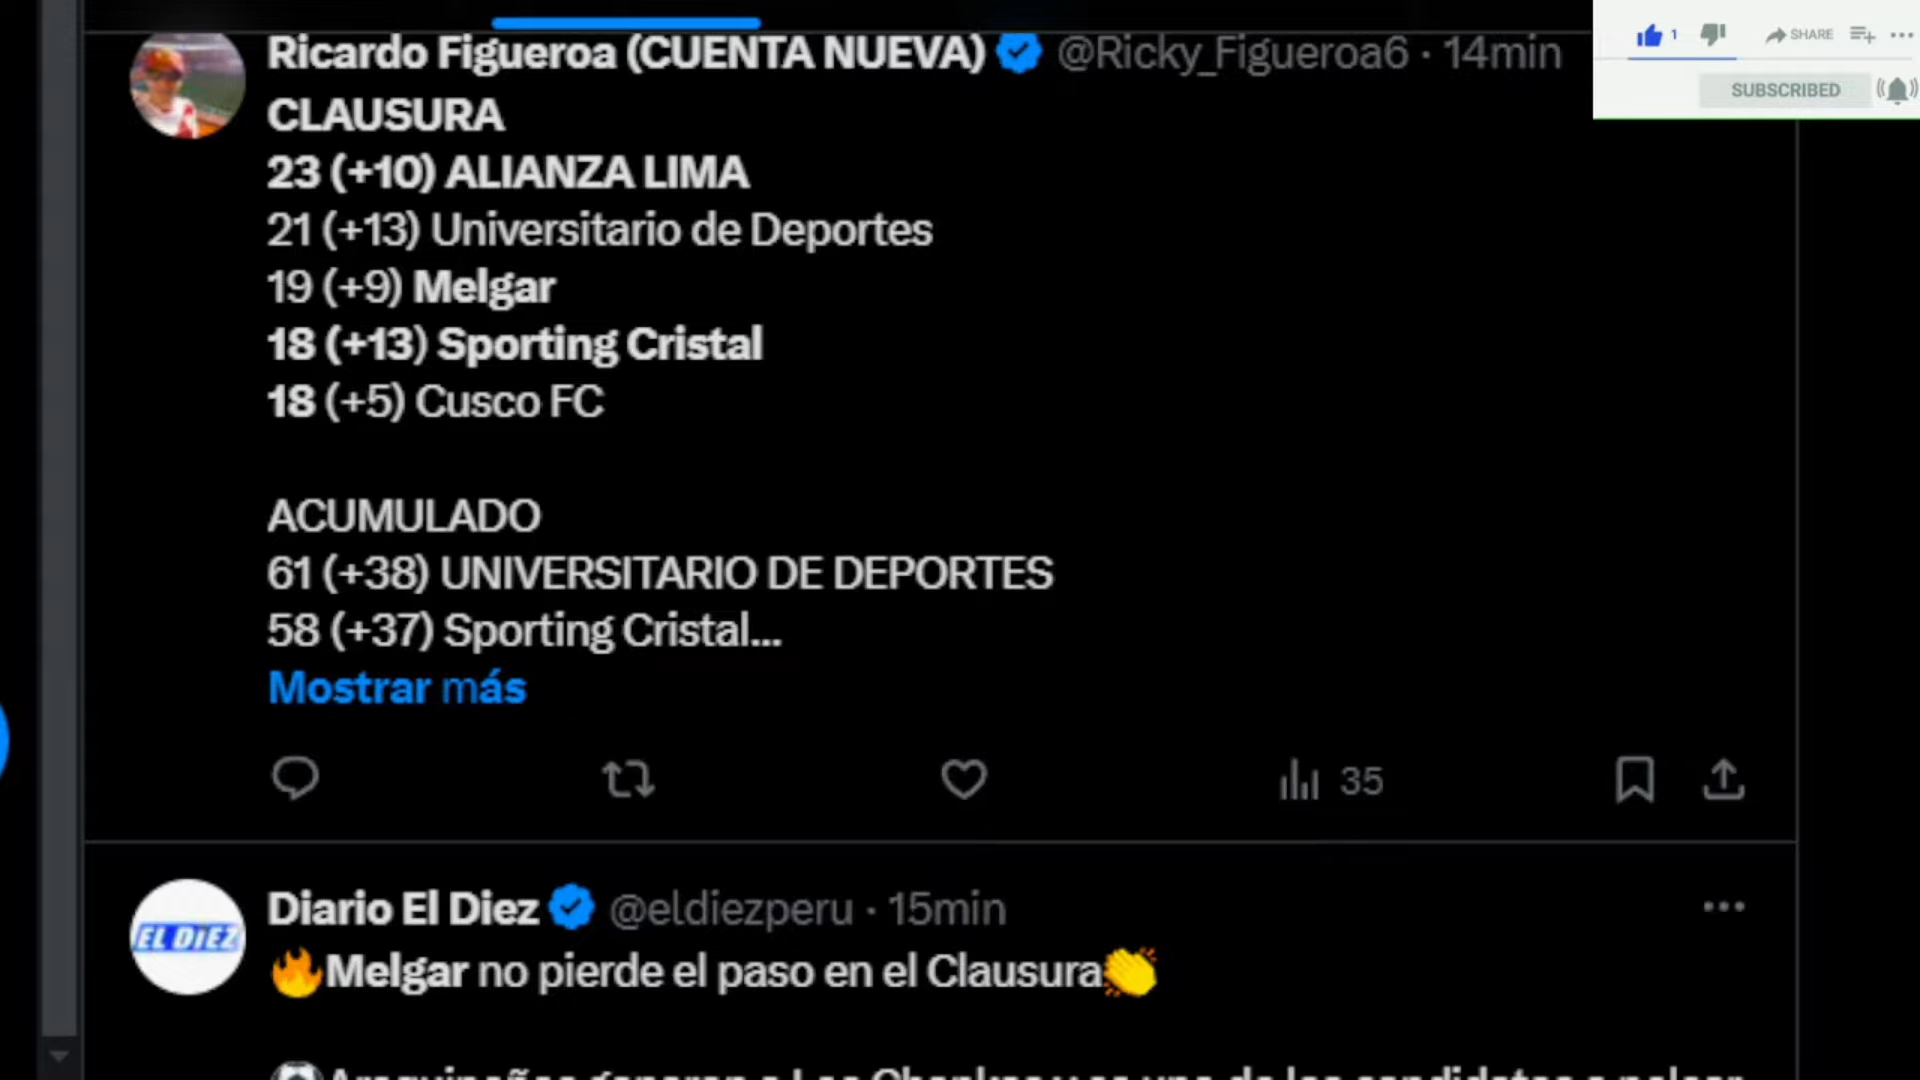 Ricardo Figueroa (CUENTA NUEVA) @Ricky_Figueroa6 · 14min
SHARE
SUBSCRIBED
1
CLAUSURA
23 (+10) ALIANZA LIMA
21 (+13) Universitario de Deportes
19 (+9) Melgar
18 (+13) Sporting Cristal
18 (+5) Cusco FC
ACUMULADO
61 (+38) UNIVERSITARIO DE DEPORTES
58 (+37) Sporting Cristal...
Mostrar más
35
EL DIEZ
Diario El Diez @eldiezperu · 15min
🔥Melgar no pierde el paso en el Clausura👏